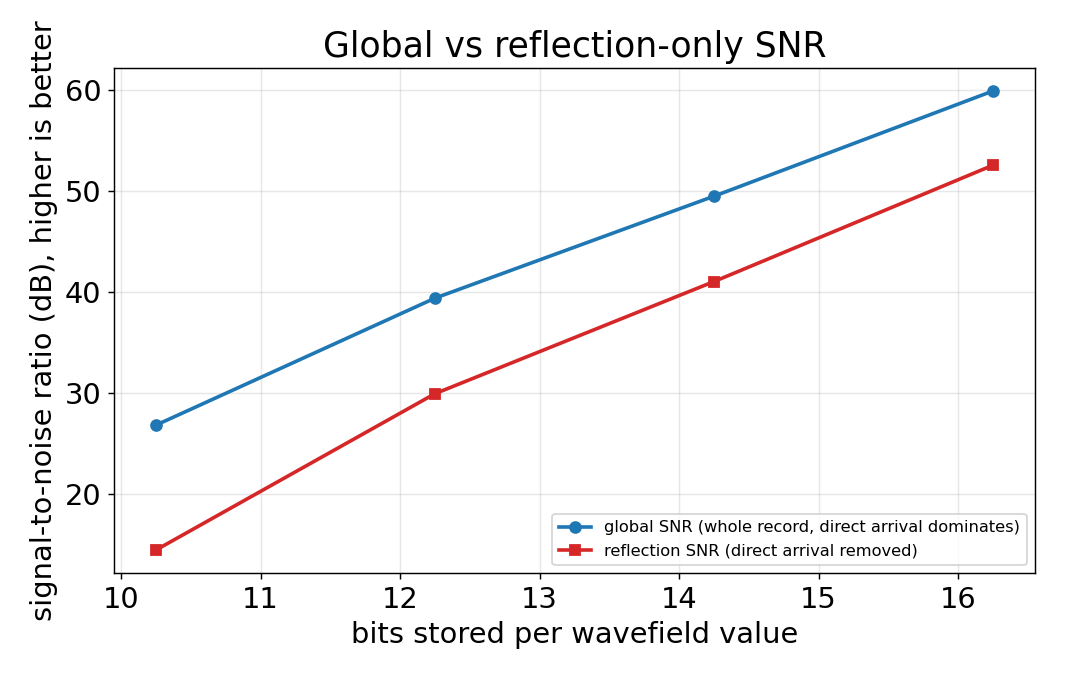 Global vs reflection-only SNR
signal-to-noise ratio (dB), higher is better
60
50
40
30
20
global SNR (whole record, direct arrival dominates)
reflection SNR (direct arrival removed)
10 11 12 13 14 15 16
bits stored per wavefield value